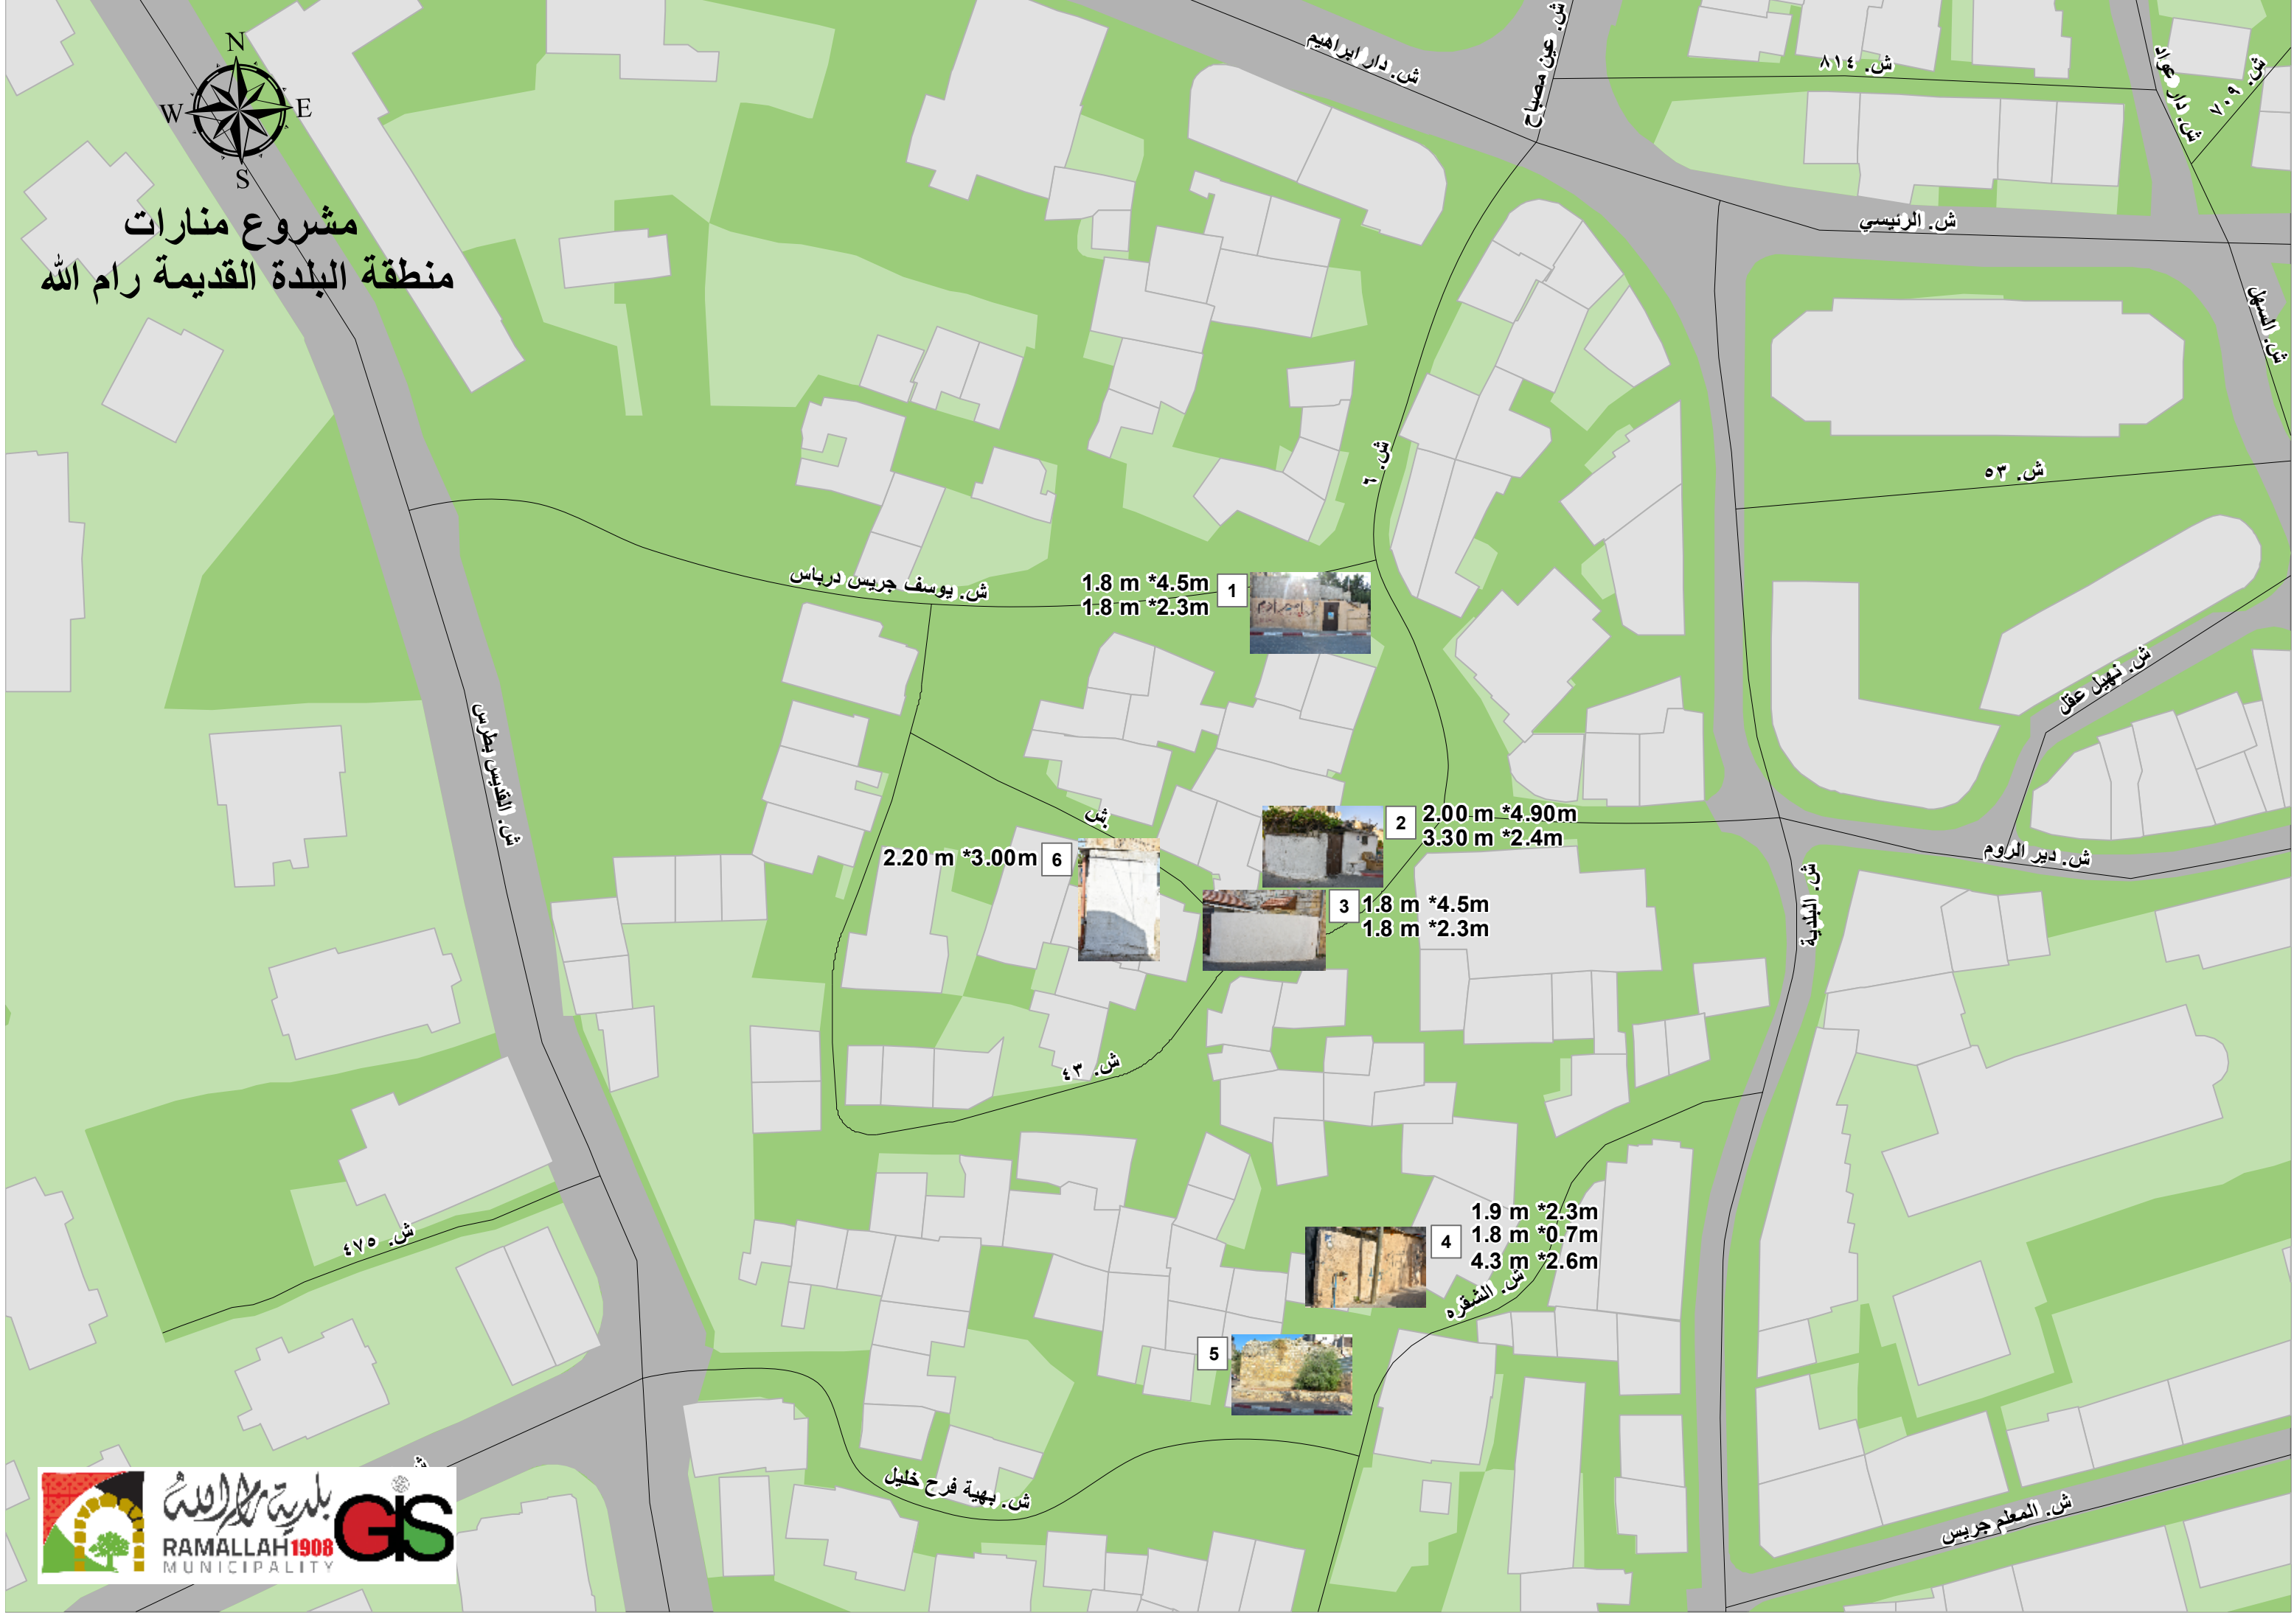 ش. دار ابراهيم
ش. عين مصباح
ش. ٨١٤
ش. دار عواد
ش. ٧٠٩
N
W
E
S
مشروع منارات
منطقة البلدة القديمة رام الله
ش. الرئيسي
ش. السهل
ش. ٦
ش. ٥٣
ش. يوسف جريس درباس
1.8 m *4.5m
1.8 m *2.3m
1
ش. نهيل عقل
ش. القديس بطرس
ش.
2
2.00 m *4.90m
3.30 m *2.4m
2.20 m *3.00m
6
ش. دير الروم
3
1.8 m *4.5m
1.8 m *2.3m
ش. البلدية
ش. ٤٣
ش. ٤٧٥
4
1.9 m *2.3m
1.8 m *0.7m
4.3 m *2.6m
ش. الشقره
5
ش. بهية فرح خليل
ش. المعلم جريس
بلدية رام الله
RAMALLAH 1908
MUNICIPALITY
GIS